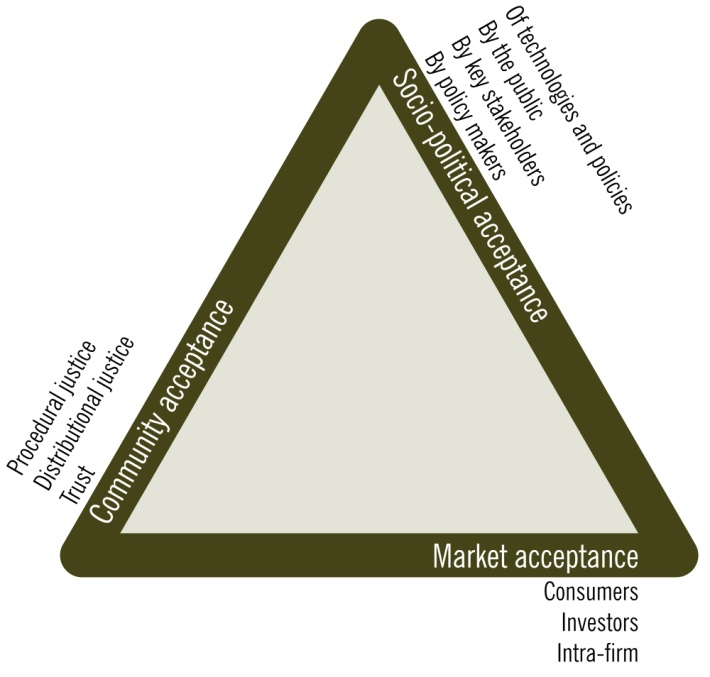 Socio-political acceptance
Of technologies and policies
By the public
By key stakeholders
By policy makers
Community acceptance
Procedural justice
Distributional justice
Trust
Market acceptance
Consumers
Investors
Intra-firm